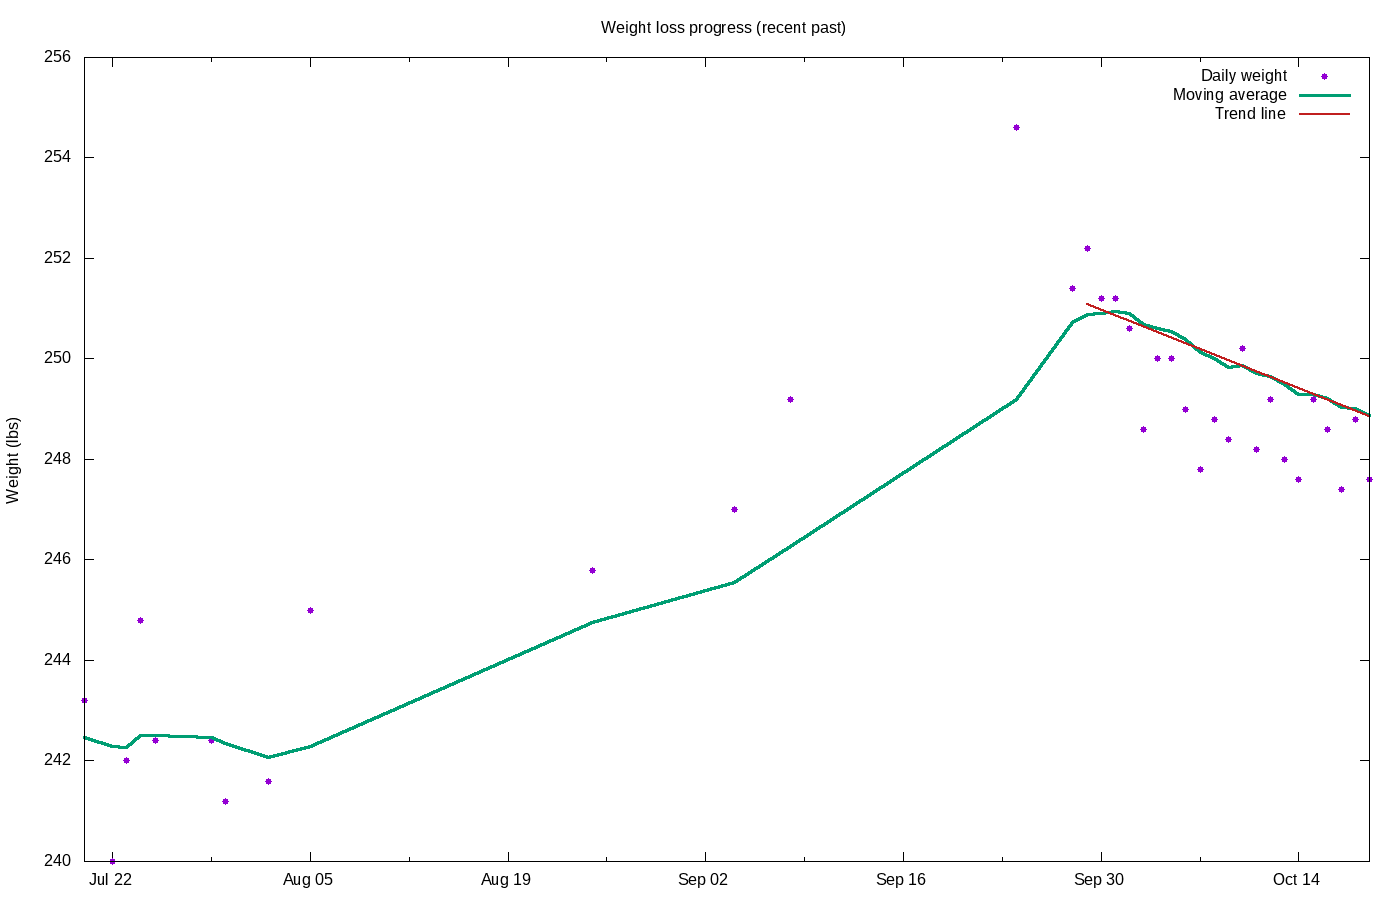 Weight loss progress (recent past)
Daily weight
Moving average
Trend line
256
254
252
250
248
246
244
242
240
Weight (lbs)
Jul 22
Aug 05
Aug 19
Sep 02
Sep 16
Sep 30
Oct 14